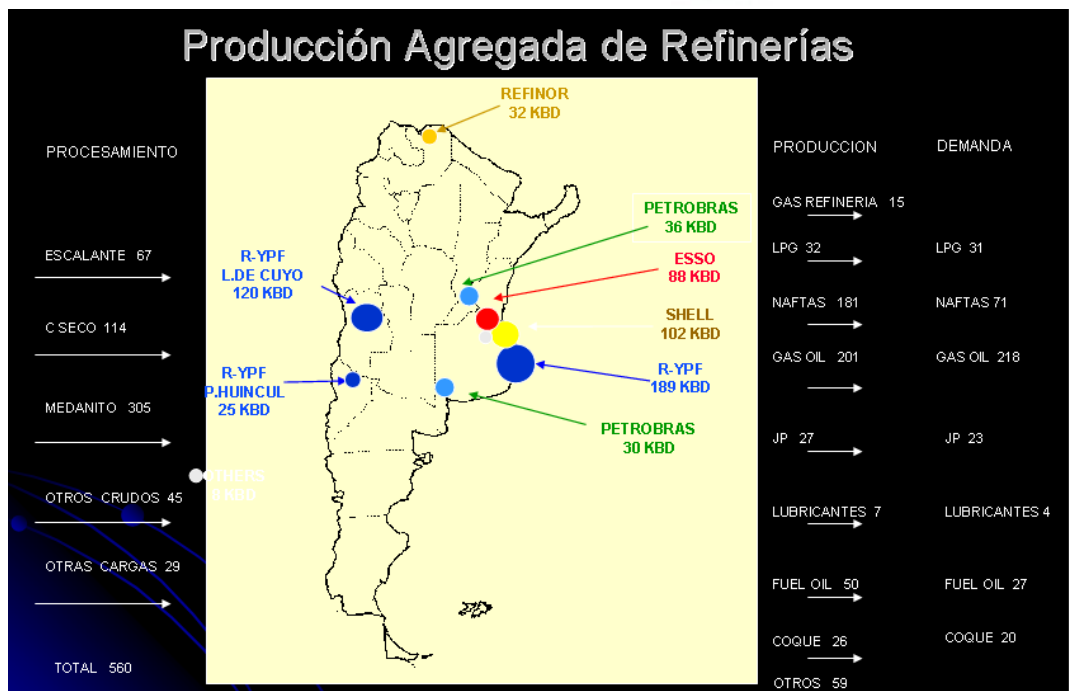 Producción Agregada de Refinerías
PROCESAMIENTO
ESCALANTE 67
C SECO 114
MEDANITO 305
OTROS CRUDOS 45
OTRAS CARGAS 29
TOTAL 560
REFINOR
32 KBD
PETROBRAS
36 KBD
ESSO
88 KBD
R-YPF
L.DE CUYO
120 KBD
SHELL
102 KBD
R-YPF
189 KBD
R-YPF
P.HUINCUL
25 KBD
PETROBRAS
30 KBD
OTHERS
8 KBD
PRODUCCION DEMANDA
GAS REFINERIA 15
LPG 32 LPG 31
NAFTAS 181 NAFTAS 71
GAS OIL 201 GAS OIL 218
JP 27 JP 23
LUBRICANTES 7 LUBRICANTES 4
FUEL OIL 50 FUEL OIL 27
COQUE 26 COQUE 20
OTROS 59